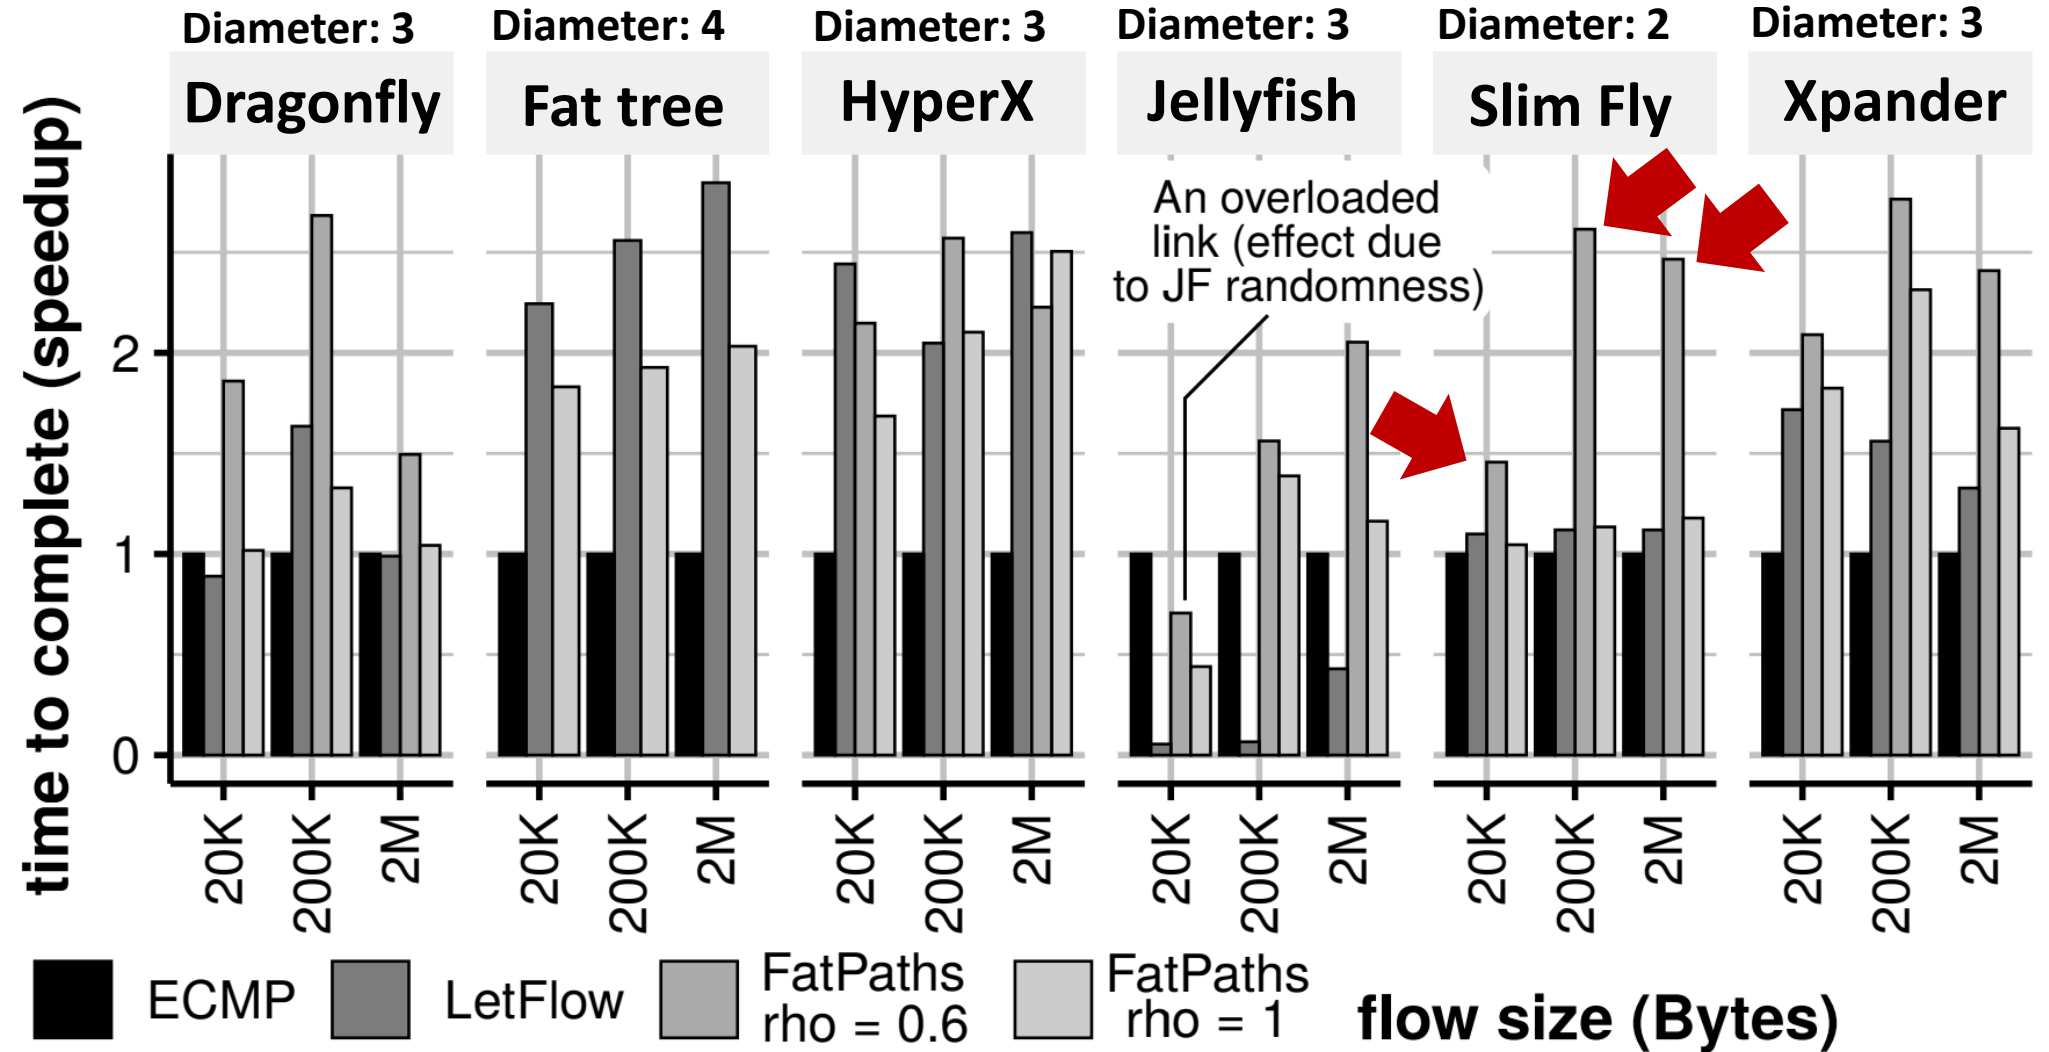 Diameter: 3
Diameter: 4
Diameter: 3
Diameter: 3
Diameter: 2
Diameter: 3
Dragonfly
Fat tree
HyperX
Jellyfish
Slim Fly
Xpander
time to complete (speedup)
2
1
0
An overloaded
link (effect due
to JF randomness)
20K
200K
2M
20K
200K
2M
20K
200K
2M
20K
200K
2M
20K
200K
2M
20K
200K
2M
ECMP
LetFlow
FatPaths
rho = 0.6
FatPaths
rho = 1
flow size (Bytes)